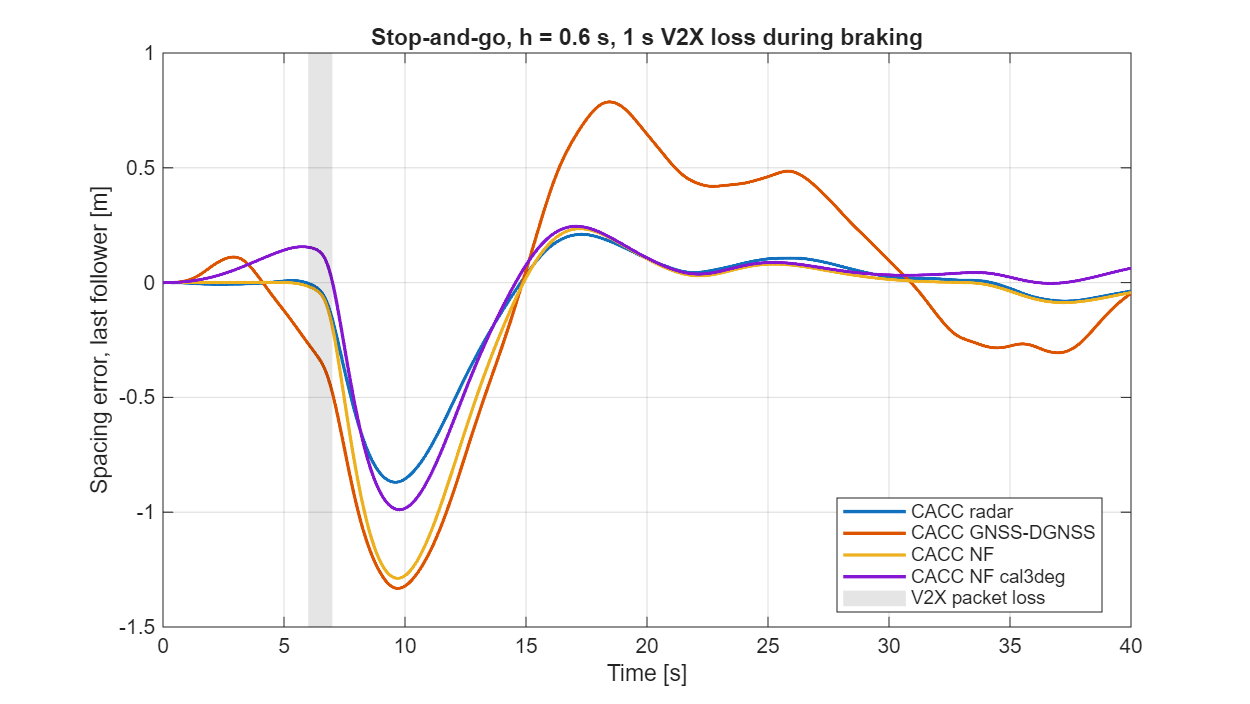 Stop-and-go, h = 0.6 s, 1 s V2X loss during braking
1
0.5
0
-0.5
-1
-1.5
Spacing error, last follower [m]
0 5 10 15 20 25 30 35 40
Time [s]
CACC radar
CACC GNSS-DGNSS
CACC NF
CACC NF cal3deg
V2X packet loss